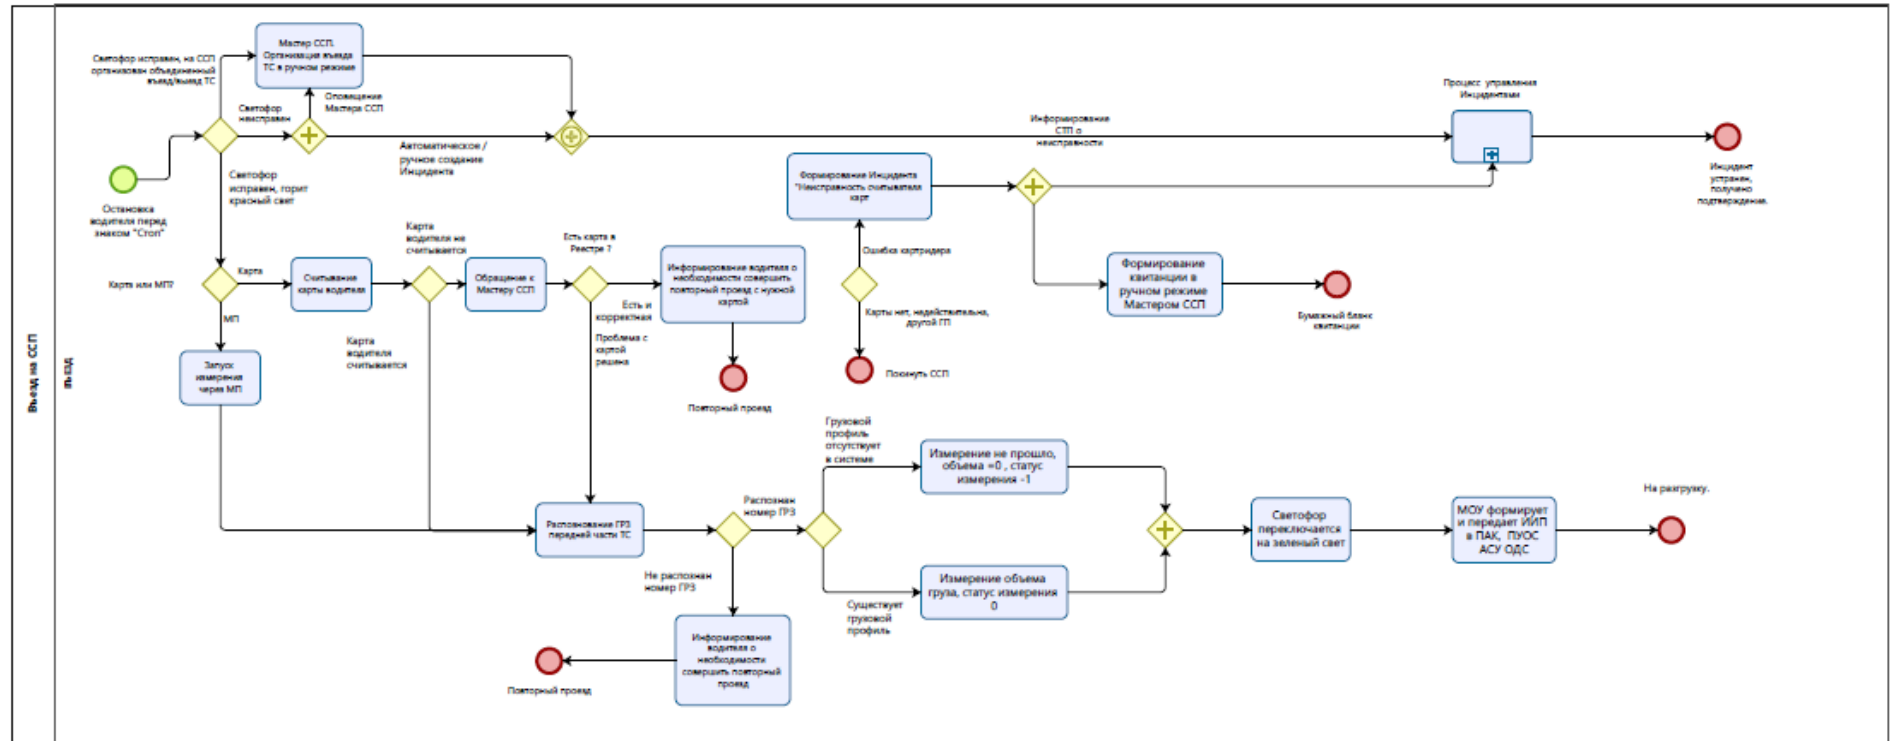 Въезд на ССП
въезд
Светофор исправен, на ССП
организован объединенный
въезд/выезд ТС
Мастер ССП.
Организация въезда
ТС в ручном режиме
Светофор
неисправен
Оповещение
Мастера ССП
Автоматическое /
ручное создание
Инцидента
Светофор
исправен, горит
красный свет
Остановка
водителя перед
знаком "Стоп"
Информирование
СТП о
неисправности
Процесс управления
Инцидентами
Инцидент
устранен,
получено
подтверждение.
Формирование Инцидента
"Неисправность считывателя
карт
Ошибка картридера
Карты нет, недействительна,
другой ГП
Покинуть ССП
Формирование
квитанции в
ручном режиме
Мастером ССП
Бумажный бланк
квитанции
Карта или МП?
Карта
МП
Считывание
карты водителя
Карта
водителя не
считывается
Карта
водителя
считывается
Обращение к
Мастеру ССП
Есть карта в
Реестре ?
Есть и
корректная
Проблема с
картой
решена
Информирование водителя о
необходимости совершить
повторный проезд с нужной
картой
Повторный проезд
Запуск
измерения
через МП
Распознование ГРЗ
передней части ТС
Распознан
номер ГРЗ
Не распознан
номер ГРЗ
Информирование
водителя о
необходимости
совершить повторный
проезд
Повторный проезд
Грузовой
профиль
отсутствует
в системе
Измерение не прошло,
объема =0 , статус
измерения -1
Существует
грузовой
профиль
Измерение объема
груза, статус измерения
0
Светофор
переключается
на зеленый свет
МОУ формирует
и передает ИИП
в ПАК, ПУОС
АСУ ОДС
На разгрузку.